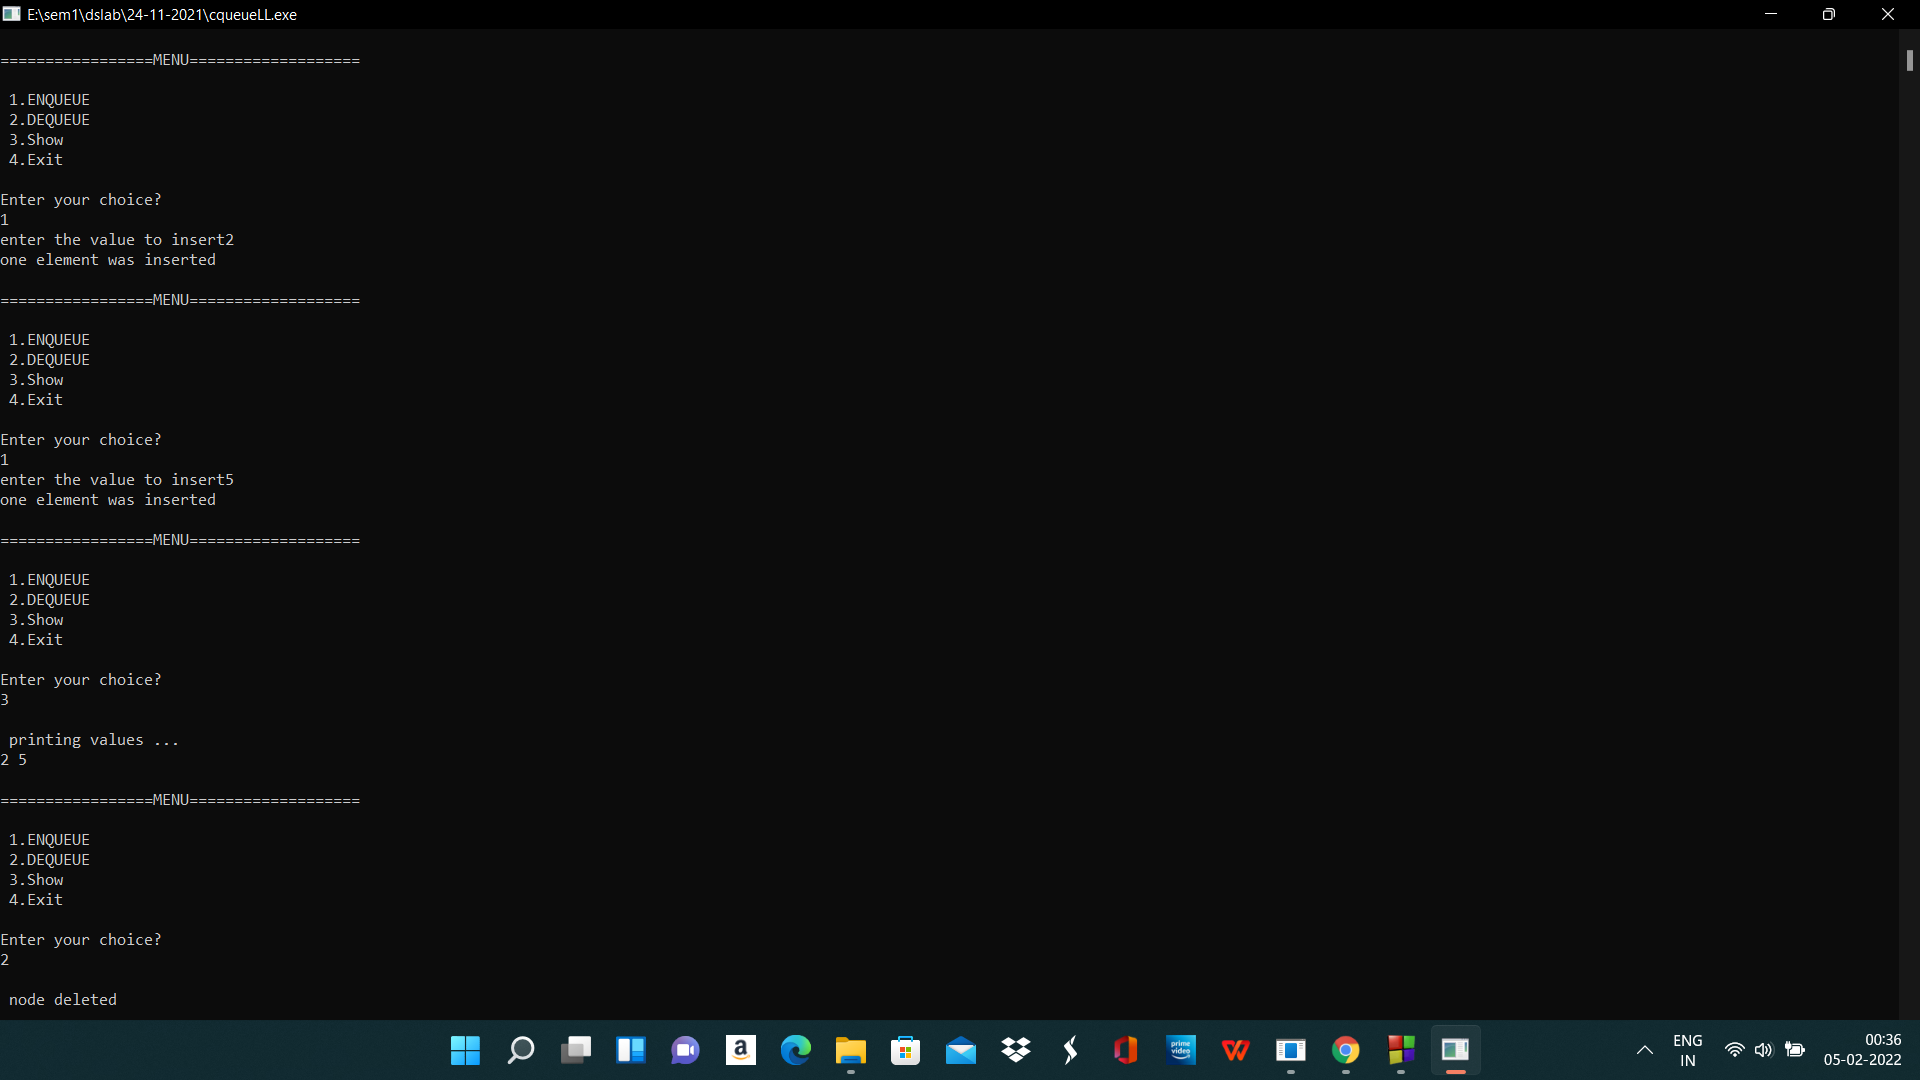 E:\sem1\dslab\24-11-2021\cqueueLL.exe
=================MENU===================
1.ENQUEUE
2.DEQUEUE
3.Show
4.Exit
Enter your choice?
1
enter the value to insert2
one element was inserted
=================MENU===================
1.ENQUEUE
2.DEQUEUE
3.Show
4.Exit
Enter your choice?
1
enter the value to insert5
one element was inserted
=================MENU===================
1.ENQUEUE
2.DEQUEUE
3.Show
4.Exit
Enter your choice?
3
printing values ...
2 5
=================MENU===================
1.ENQUEUE
2.DEQUEUE
3.Show
4.Exit
Enter your choice?
2
node deleted
a
prime video
W
ENG
IN
00:36
05-02-2022